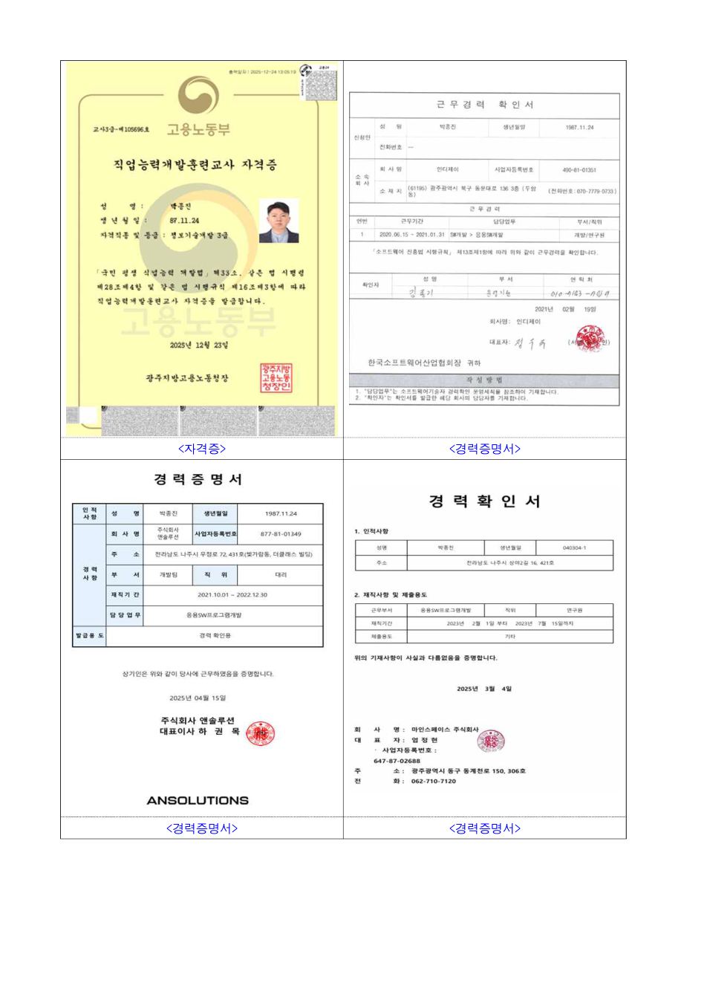 출력일자 : 2025-12-24 13:05:19
고용24
교사3급-제105696호
고용노동부
직업능력개발훈련교사 자격증
성 명 : 박종진
생 년 월 일 : 87.11.24
자격직종 및 등급 : 정보기술개발 3급
「국민 평생 직업능력 개발법」 제33조, 같은 법 시행령
제28조제4항 및 같은 법 시행규칙 제16조제3항에 따라
직업능력개발훈련교사 자격증을 발급합니다.
고용노동부
2025년 12월 23일
광주지방고용노동청장
광주지방
고용노동
청장인
<자격증>
근 무 경 력 확 인 서
신청인 성 명 박종진 생년월일 1987.11.24
전화번호 --
소 속 회 사 회 사 명 인디제이 사업자등록번호 490-81-01351
소 재 지 (61195) 광주광역시 북구 동문대로 136 3층 (두암동) (전화번호: 070-7779-0733)
근 무 경 력
연번 근무기간 담당업무 부서/직위
1 2020.06.15 ~ 2021.01.31 SW개발 > 응용SW개발 개발/연구원
「소프트웨어 진흥법 시행규칙」 제13조제1항에 따라 위와 같이 근무경력을 확인합니다.
확인자 성 명 부 서 연 락 처
2021년 02월 19일
회사명: 인디제이
대표자:
한국소프트웨어산업협회장 귀하
작 성 방 법
1. "담당업무"는 소프트웨어기술자 경력확인 운영세칙을 참조하여 기재합니다.
2. "확인자"는 확인서를 발급한 해당 회사의 담당자를 기재합니다.
<경력증명서>
경 력 증 명 서
인 적 사 항 성 명 박종진 생년월일 1987.11.24
경 력 사 항 회 사 명 주식회사 앤솔루션 사업자등록번호 877-81-01349
주 소 전라남도 나주시 우정로 72, 431호(빛가람동, 더클래스 빌딩)
부 서 개발팀 직 위 대리
재 직 기 간 2021.10.01 ~ 2022.12.30
담 당 업 무 응용SW프로그램개발
발 급 용 도 경력 확인용
상기인은 위와 같이 당사에 근무하였음을 증명합니다.
2025년 04월 15일
주식회사 앤솔루션
대표이사 하 권 목
ANSOLUTIONS
<경력증명서>
경 력 확 인 서
1. 인적사항
성명 박종진 생년월일 040304-1
주소 전라남도 나주시 상야2길 16, 421호
2. 재직사항 및 제출용도
근무부서 응용SW프로그램개발 직위 연구원
재직기간 2023년 2월 1일 부터 2023년 7월 15일까지
제출용도 기타
위의 기재사항이 사실과 다름없음을 증명합니다.
2025년 3월 4일
회 사 명 : 마인스페이스 주식회사
대 표 자 : 엄 정 현
· 사업자등록번호 :
647-87-02688
주 소 : 광주광역시 동구 동계천로 150, 306호
전 화 : 062-710-7120
<경력증명서>